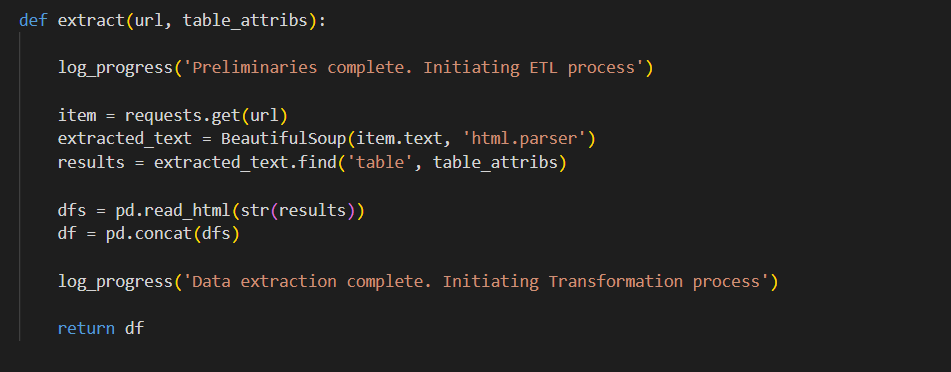 def extract(url, table_attribs):
log_progress('Preliminaries complete. Initiating ETL process')
item = requests.get(url)
extracted_text = BeautifulSoup(item.text, 'html.parser')
results = extracted_text.find('table', table_attribs)
dfs = pd.read_html(str(results))
df = pd.concat(dfs)
log_progress('Data extraction complete. Initiating Transformation process')
return df